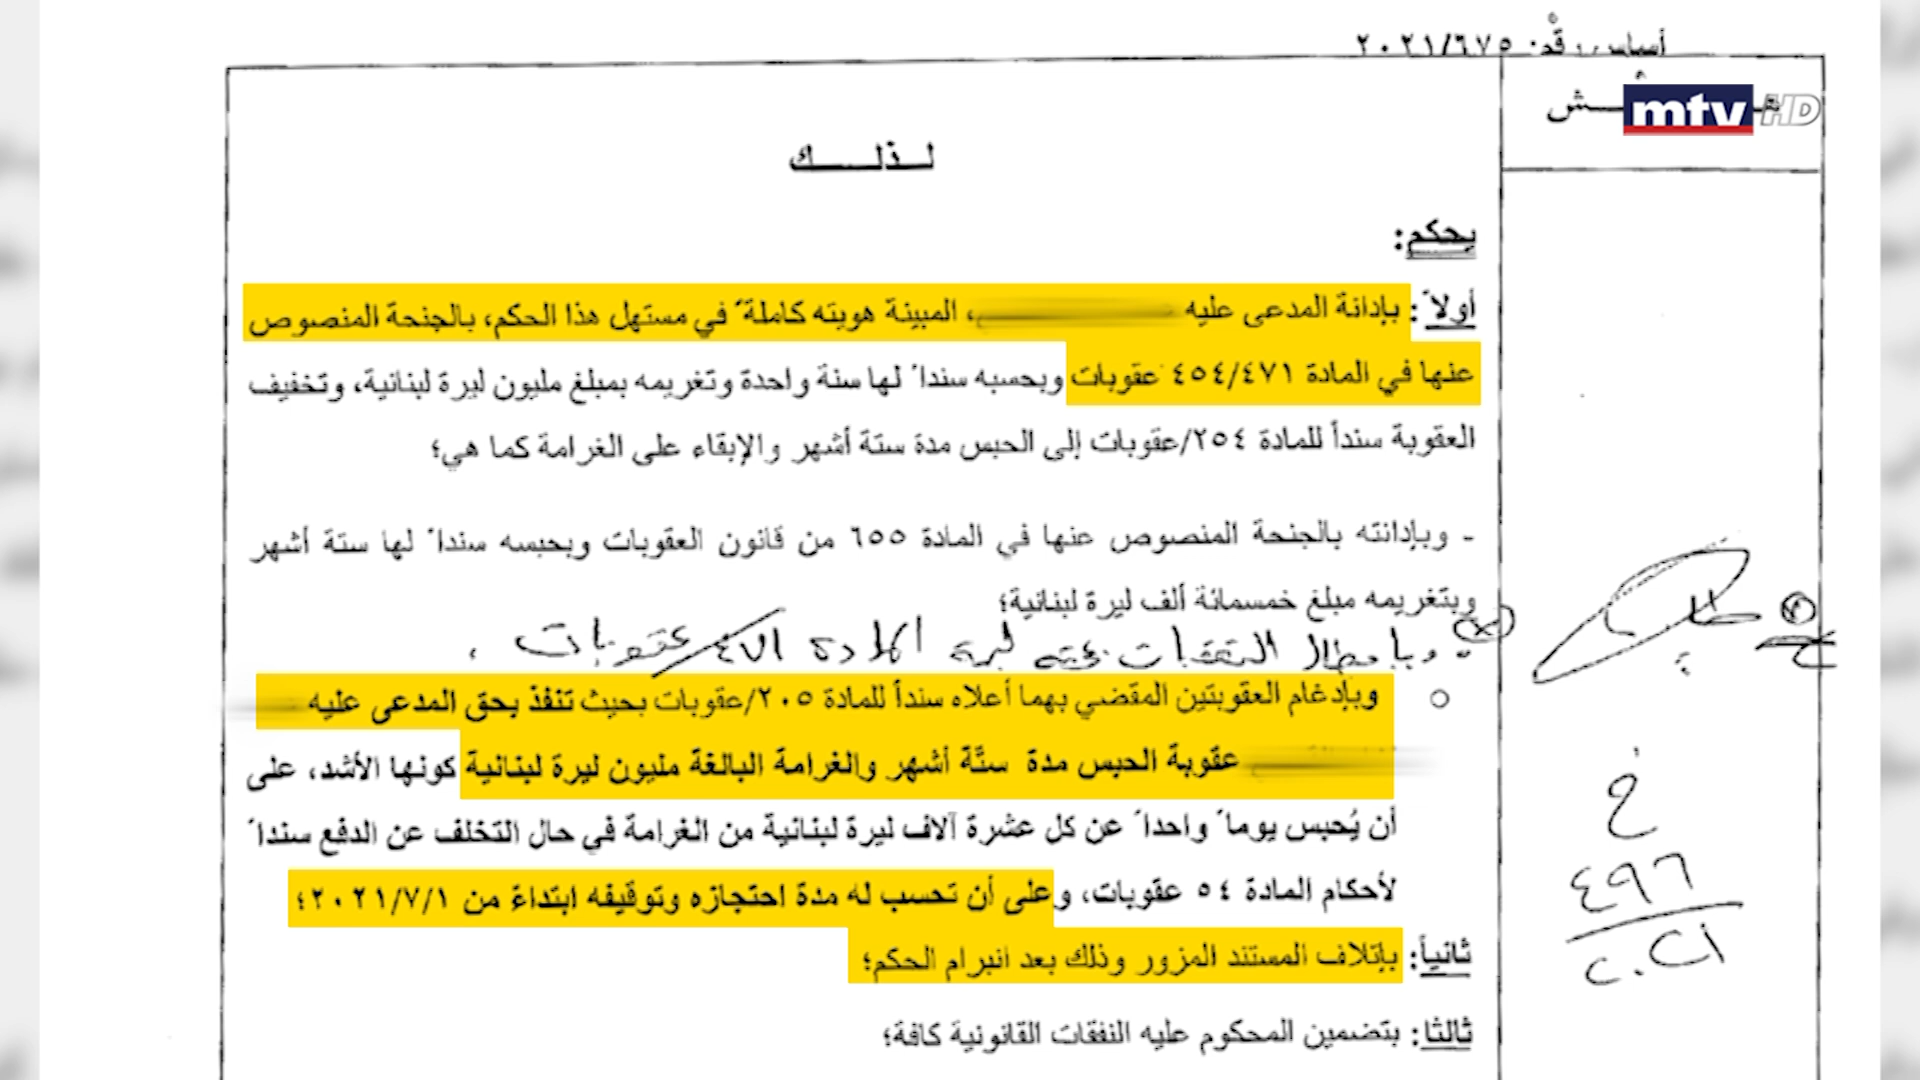 أساس رقم: ٢٠٢١/٦٧٥
mtv HD
لـذلـــك
يحكم:
أولاً: بإدانة المدعى عليه ، المبينة هويته كاملة في مستهل هذا الحكم، بالجنحة المنصوص
عنها في المادة ٤٥٤/٤٧١ عقوبات وبحسبه سنداً لها سنة واحدة وتغريمه بمبلغ مليون ليرة لبنانية، وتخفيف
العقوبة سنداً للمادة ٢٥٤/عقوبات إلى الحبس مدة ستة أشهر والإبقاء على الغرامة كما هي؛
- وبإدانته بالجنحة المنصوص عنها في المادة ٦٥٥ من قانون العقوبات وبحبسه سنداً لها ستة أشهر
وبتغريمه مبلغ خمسمائة ألف ليرة لبنانية؛
المادة عقوبات
وبإدغام العقوبتين المقضي بهما أعلاه سنداً للمادة ٢٠٥/عقوبات بحيث تنفذ بحق المدعى عليه
عقوبة الحبس مدة ستّة أشهر والغرامة البالغة مليون ليرة لبنانية كونها الأشد، على
أن يُحبس يوماً واحداً عن كل عشرة آلاف ليرة لبنانية من الغرامة في حال التخلف عن الدفع سنداً
لأحكام المادة ٥٤ عقوبات، وعلى أن تحسب له مدة احتجازه وتوقيفه ابتداءً من ٢٠٢١/٧/١؛
ثانياً: بإتلاف المستند المزور وذلك بعد انبرام الحكم؛
ثالثا: بتضمين المحكوم عليه النفقات القانونية كافة؛
٤٩٦
٢٠٢١